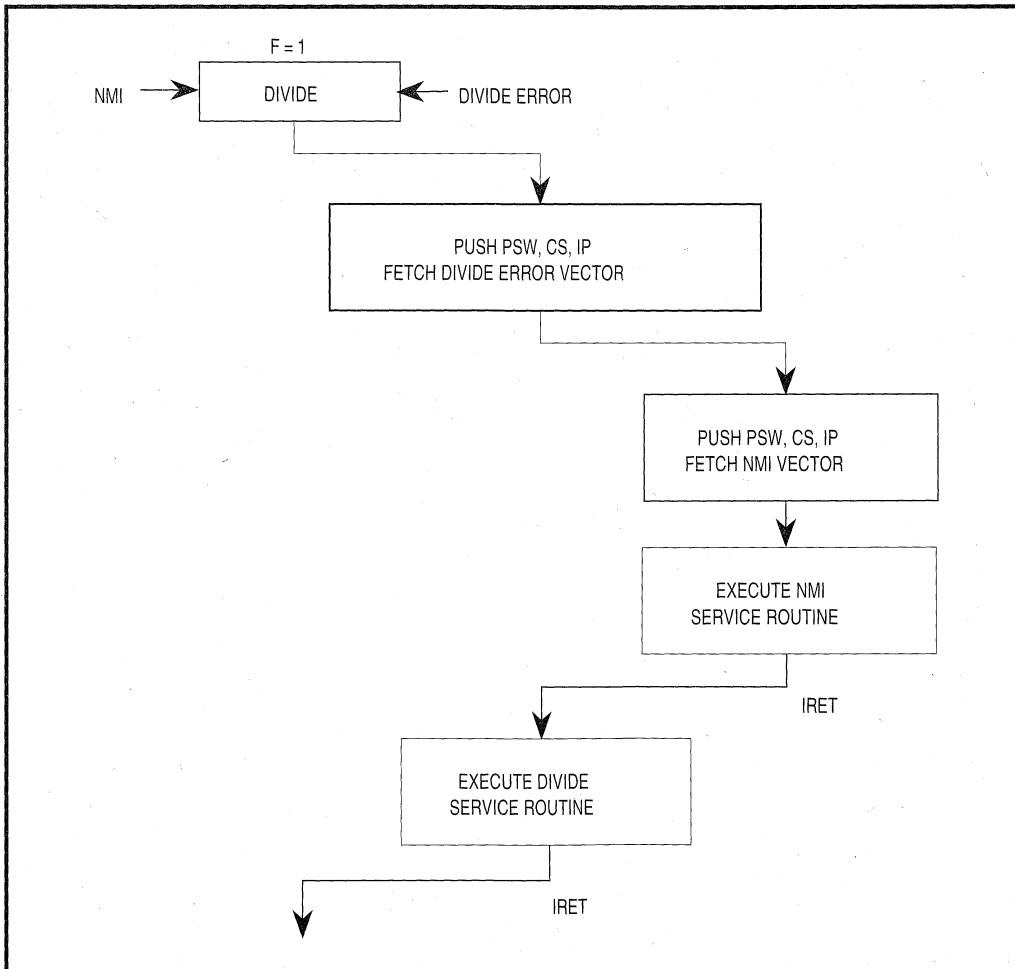 F = 1
NMI
DIVIDE
DIVIDE ERROR
PUSH PSW, CS, IP
FETCH DIVIDE ERROR VECTOR
PUSH PSW, CS, IP
FETCH NMI VECTOR
EXECUTE NMI
SERVICE ROUTINE
IRET
EXECUTE DIVIDE
SERVICE ROUTINE
IRET